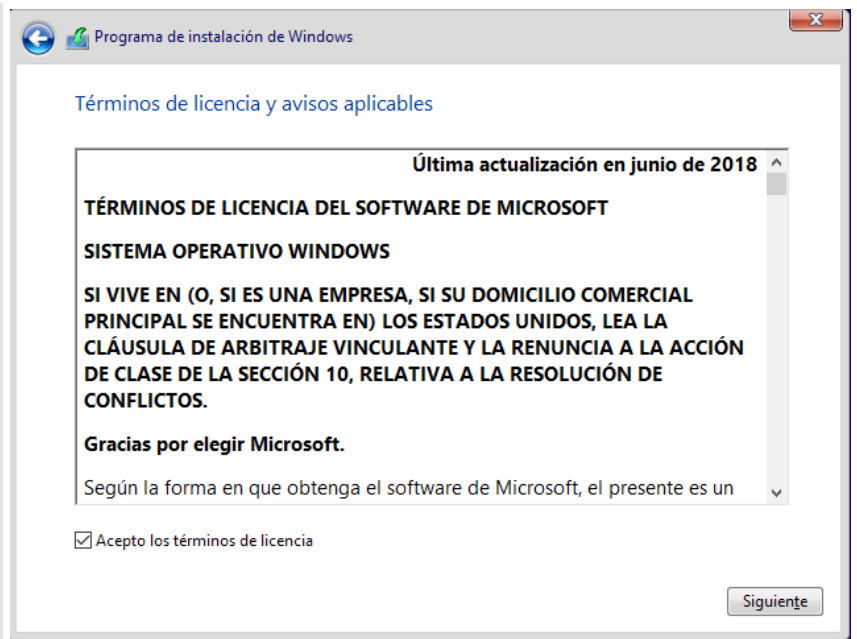 Programa de instalación de Windows
Términos de licencia y avisos aplicables
Última actualización en junio de 2018
TÉRMINOS DE LICENCIA DEL SOFTWARE DE MICROSOFT
SISTEMA OPERATIVO WINDOWS
SI VIVE EN (O, SI ES UNA EMPRESA, SI SU DOMICILIO COMERCIAL
PRINCIPAL SE ENCUENTRA EN) LOS ESTADOS UNIDOS, LEA LA
CLÁUSULA DE ARBITRAJE VINCULANTE Y LA RENUNCIA A LA ACCIÓN
DE CLASE DE LA SECCIÓN 10, RELATIVA A LA RESOLUCIÓN DE
CONFLICTOS.
Gracias por elegir Microsoft.
Según la forma en que obtenga el software de Microsoft, el presente es un
Acepto los términos de licencia
Siguiente